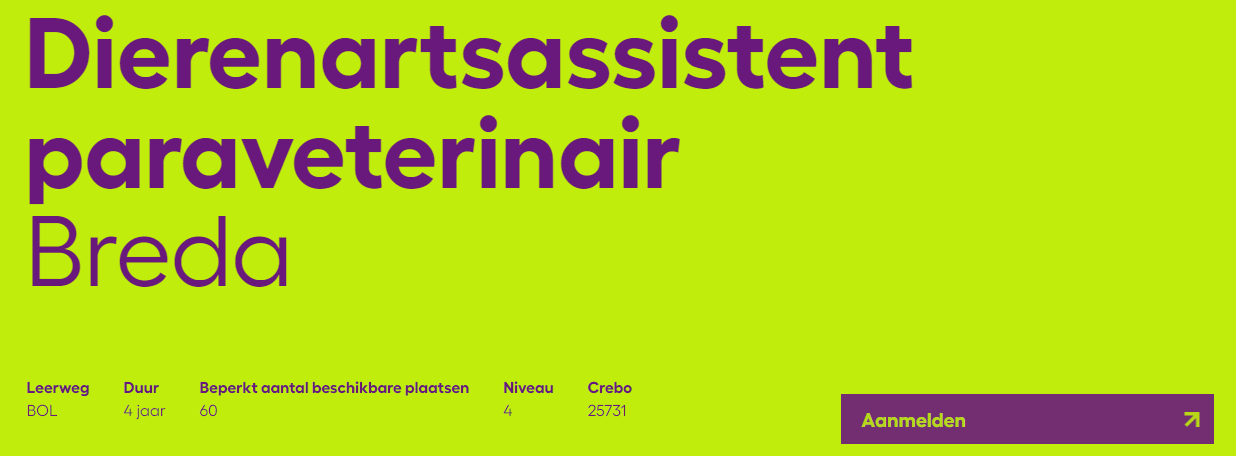 Dierenartsassistent
paraveterinair
Breda
Leerweg Duur Beperkt aantal beschikbare plaatsen Niveau Crebo
BOL 4 jaar 60 4 25731
Aanmelden